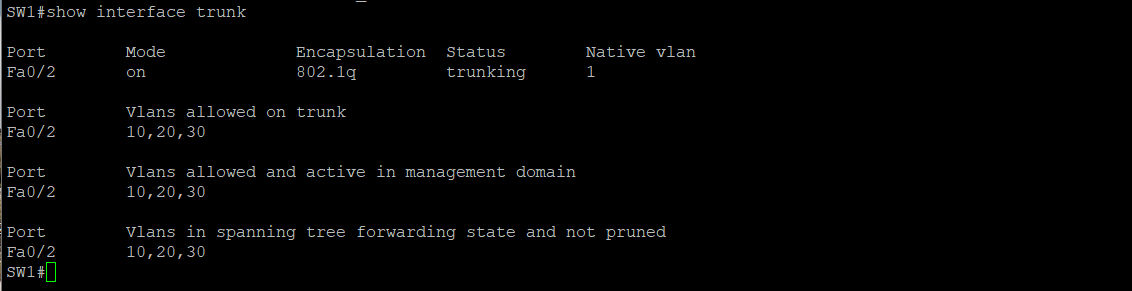 SW1#show interface trunk
Port Mode Encapsulation Status Native vlan
Fa0/2 on 802.1q trunking 1
Port Vlans allowed on trunk
Fa0/2 10,20,30
Port Vlans allowed and active in management domain
Fa0/2 10,20,30
Port Vlans in spanning tree forwarding state and not pruned
Fa0/2 10,20,30
SW1#